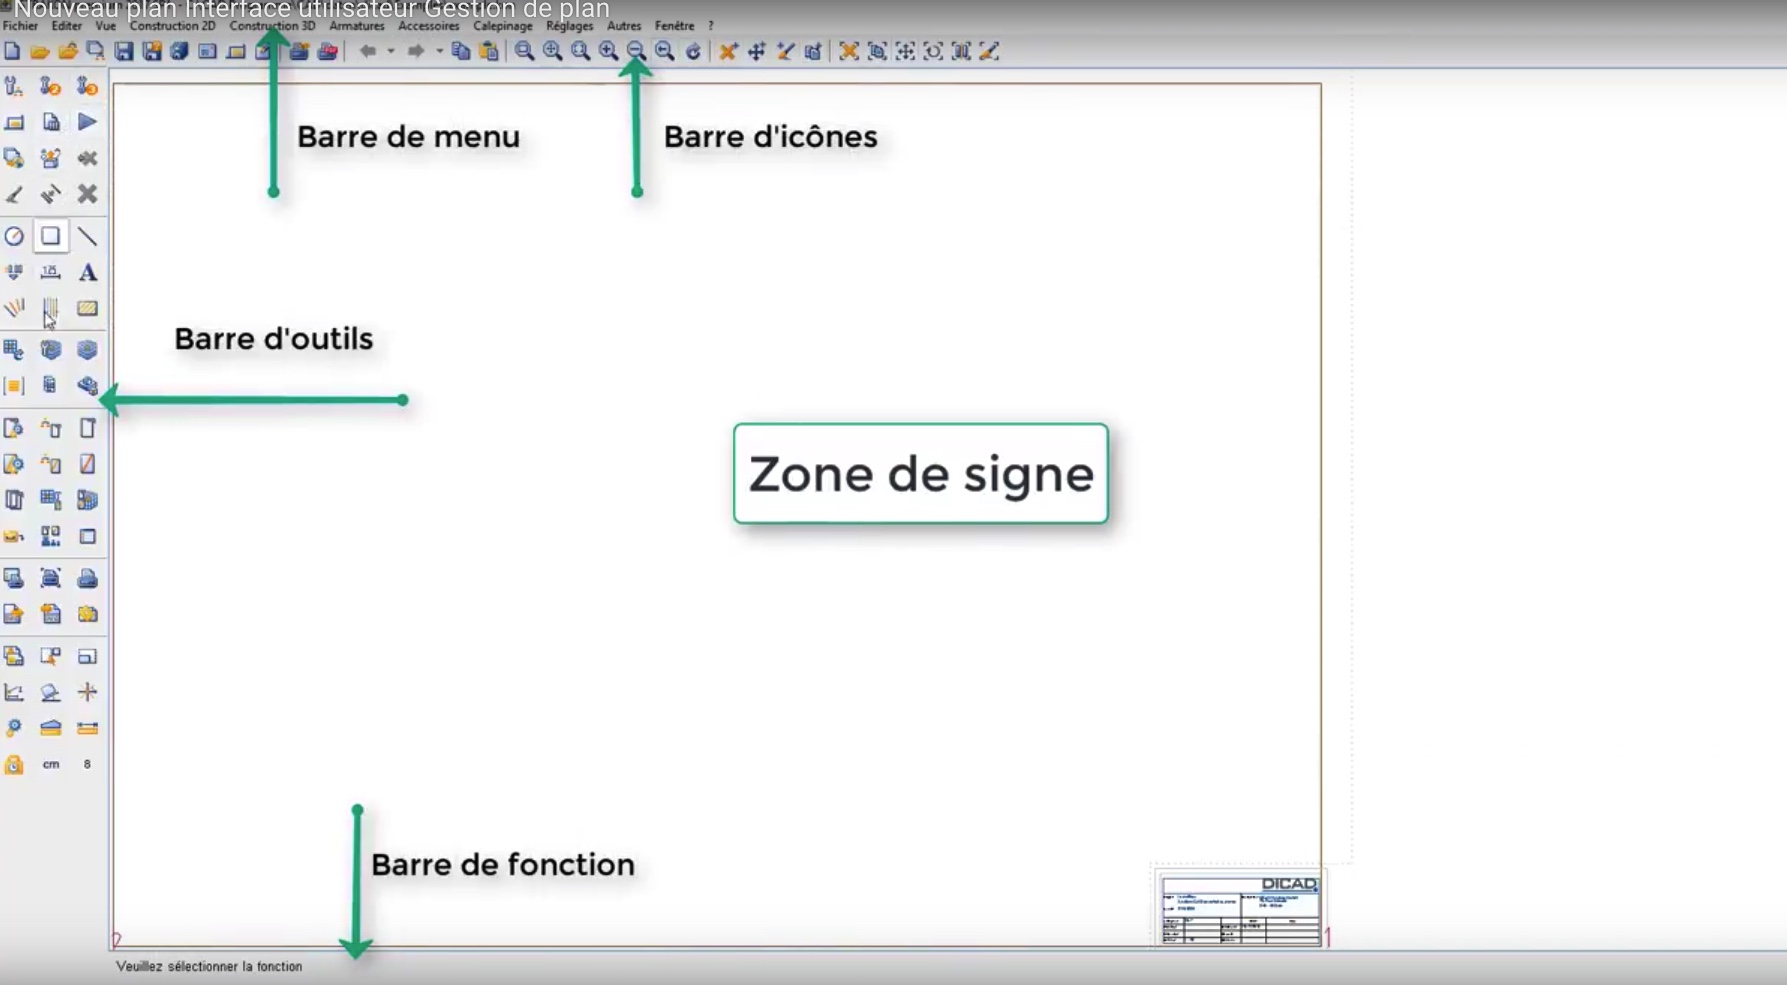 Nouveau plan Interface utilisateur Gestion de plan
Fichier Editer Vue Construction 2D Construction 3D Armatures Accessoires Calepinage Réglages Autres Fenêtre ?
Barre de menu
Barre d'icônes
A
Barre d'outils
Zone de signe
cm 8
Barre de fonction
DICAD
2
1
Veuillez sélectionner la fonction